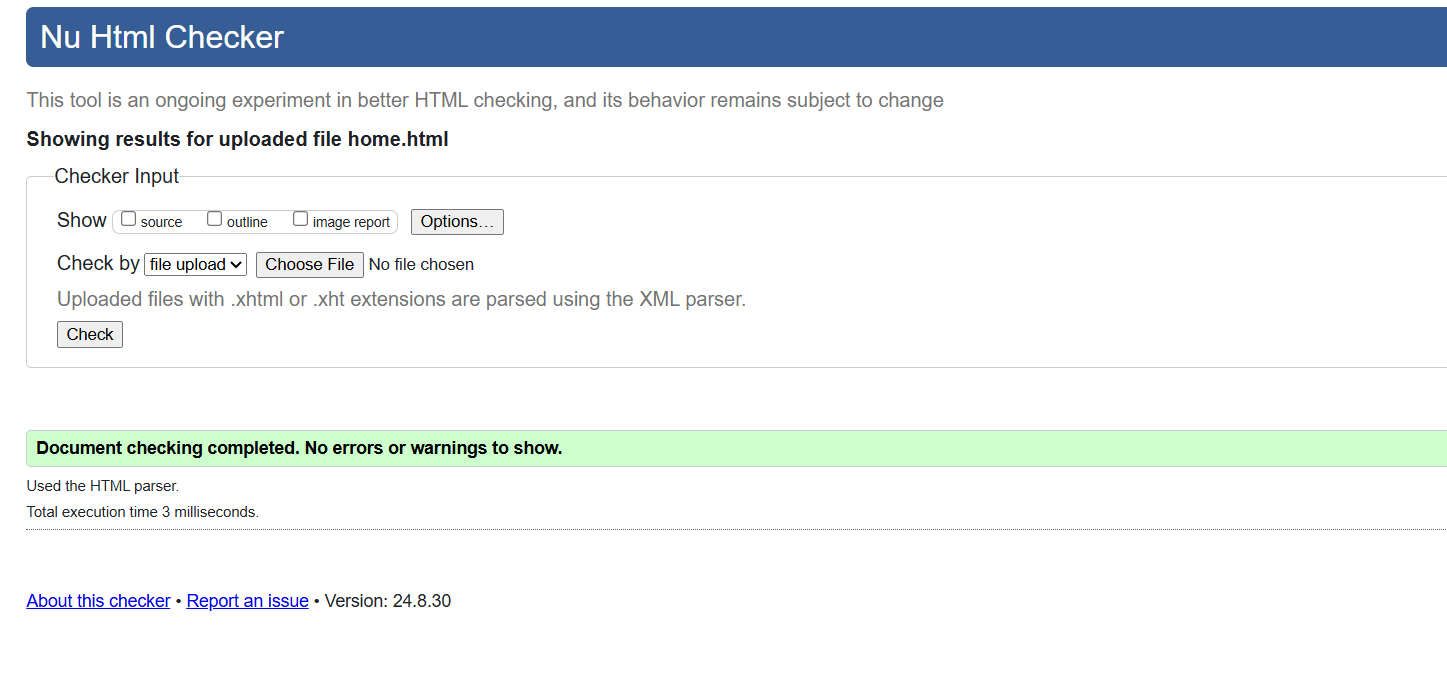 Nu Html Checker
This tool is an ongoing experiment in better HTML checking, and its behavior remains subject to change
Showing results for uploaded file home.html
Checker Input
Show source outline image report Options…
Check by file upload Choose File No file chosen
Uploaded files with .xhtml or .xht extensions are parsed using the XML parser.
Check
Document checking completed. No errors or warnings to show.
Used the HTML parser.
Total execution time 3 milliseconds.
About this checker • Report an issue • Version: 24.8.30